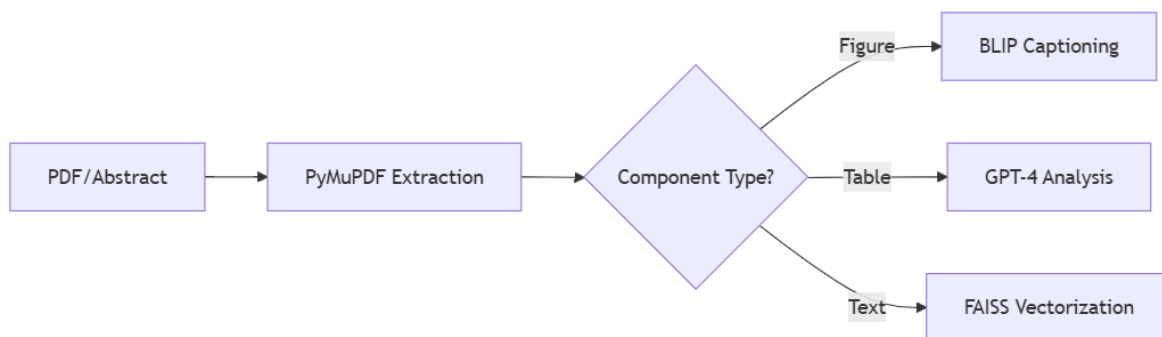 PDF/Abstract
PyMuPDF Extraction
Component Type?
Figure
BLIP Captioning
Table
GPT-4 Analysis
Text
FAISS Vectorization